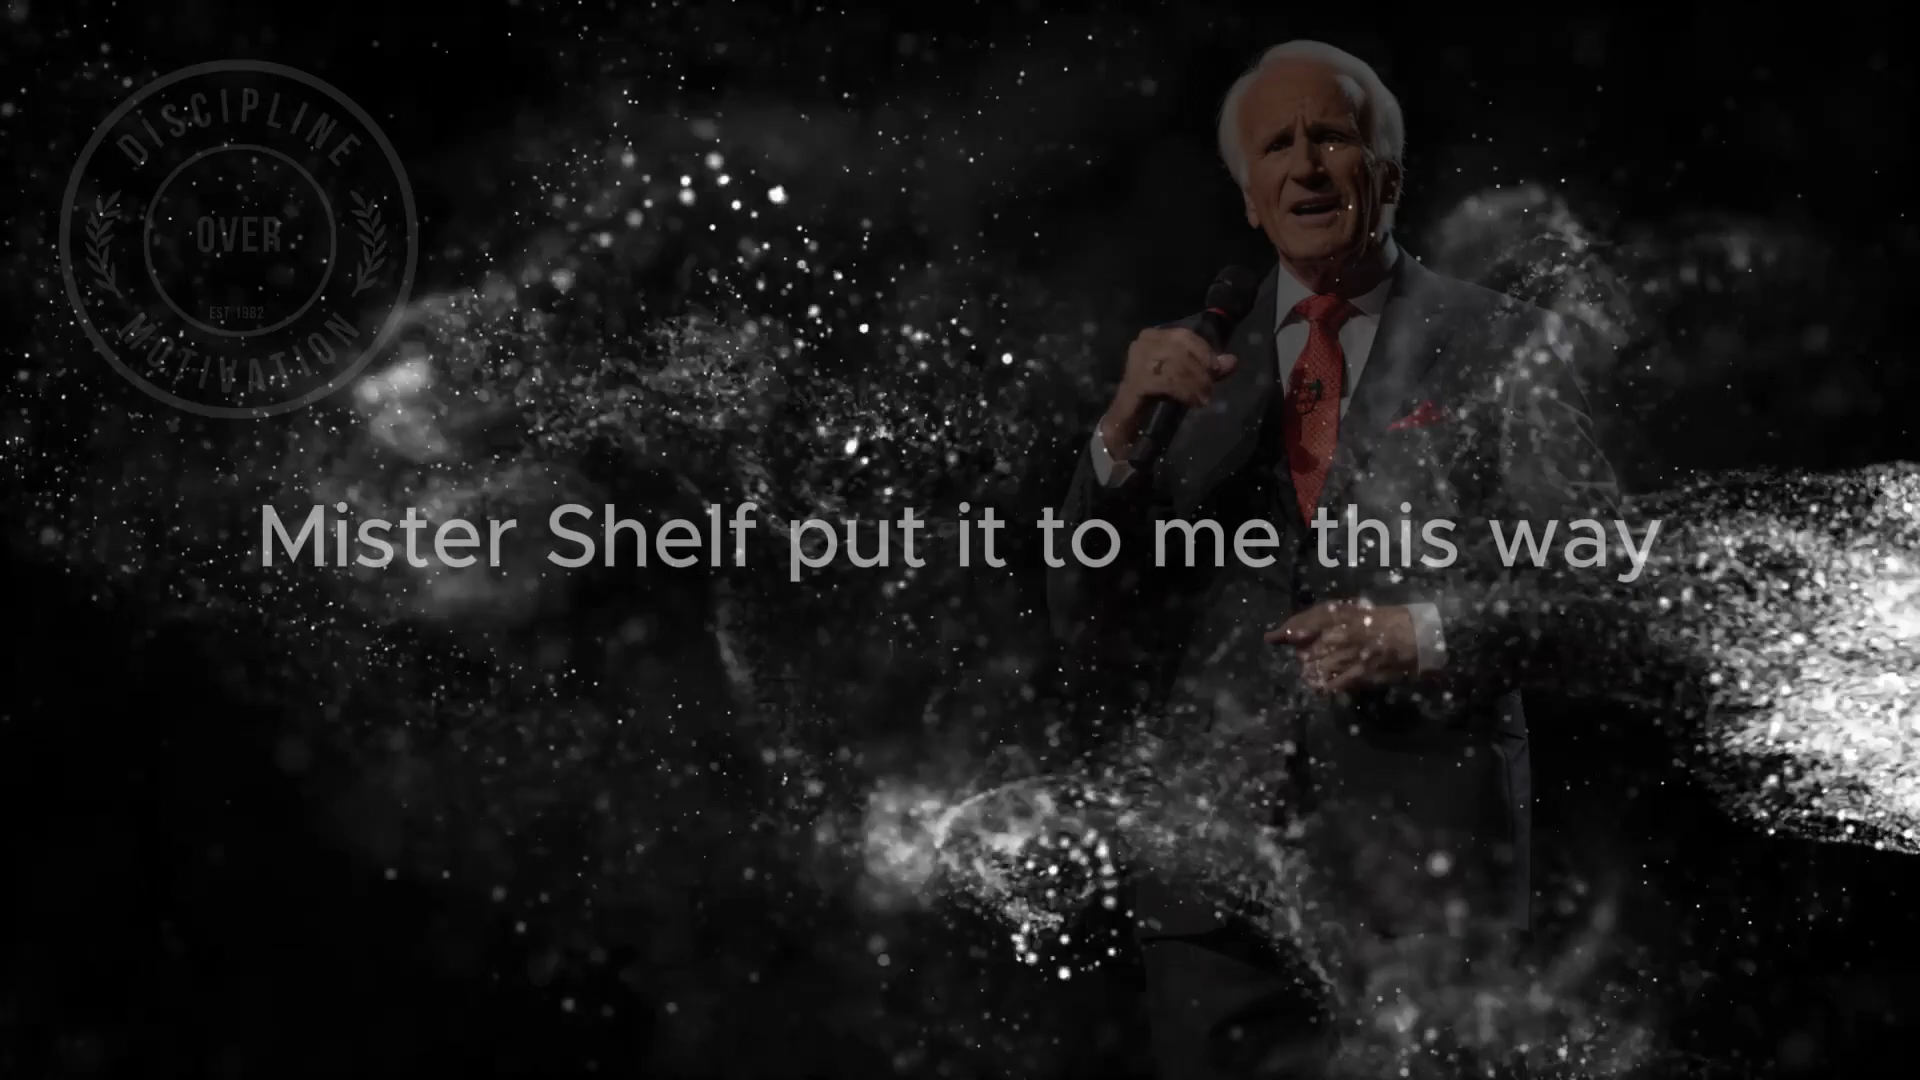 DISCIPLINE
OVER
EST 1982
MOTIVATION
Mister Shelf put it to me this way